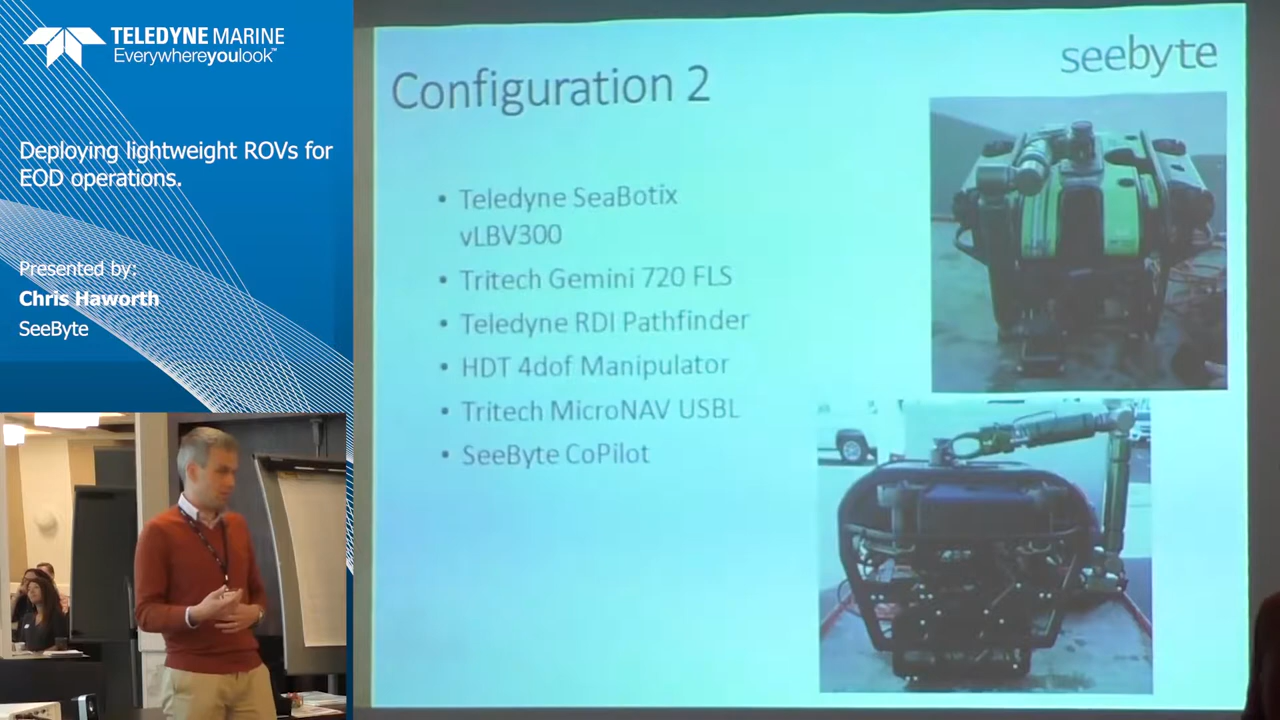 TELEDYNE MARINE
Everywhereyoulook™
Deploying lightweight ROVs for
EOD operations.
Presented by:
Chris Haworth
SeeByte
seebyte
Configuration 2
• Teledyne SeaBotix
vLBV300
• Tritech Gemini 720 FLS
• Teledyne RDI Pathfinder
• HDT 4dof Manipulator
• Tritech MicroNAV USBL
• SeeByte CoPilot